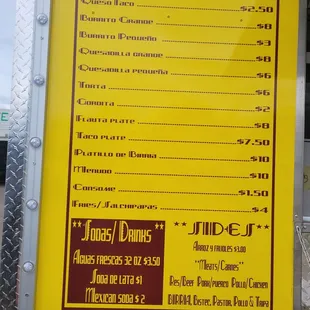 Queso Taco $2.50
Burrito Grande $8
Burrito Pequeño $3
Quesadilla grande $8
Quesadilla pequeña $6
Torta $6
Gordita $2
Flauta plate $8
Taco plate $7.50
Platillo de Birria $10
Menudo $10
Consome $1.50
Fries/Salchipapas $4
** Sodas/ Drinks **
Aguas frescas 32 oz $3.50
Soda de lata $1
Mexican soda $ 2
** SIDES **
Arroz y frijoles $3.00
"Meats/Carnes"
Res/Beef Pork/puerco Pollo/Chicken
BIRRIA, Bistec, Pastor, Pollo & Tripa